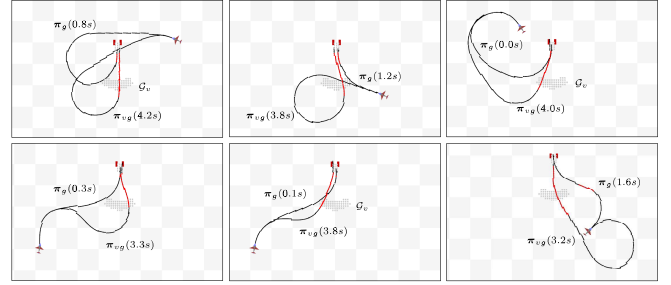 π_g(0.8s)
𝒢_v
π_vg(4.2s)
π_g(1.2s)
π_vg(3.8s)
π_g(0.0s)
𝒢_v
π_vg(4.0s)
π_g(0.3s)
π_vg(3.3s)
π_g(0.1s)
𝒢_v
π_vg(3.8s)
π_g(1.6s)
π_vg(3.2s)